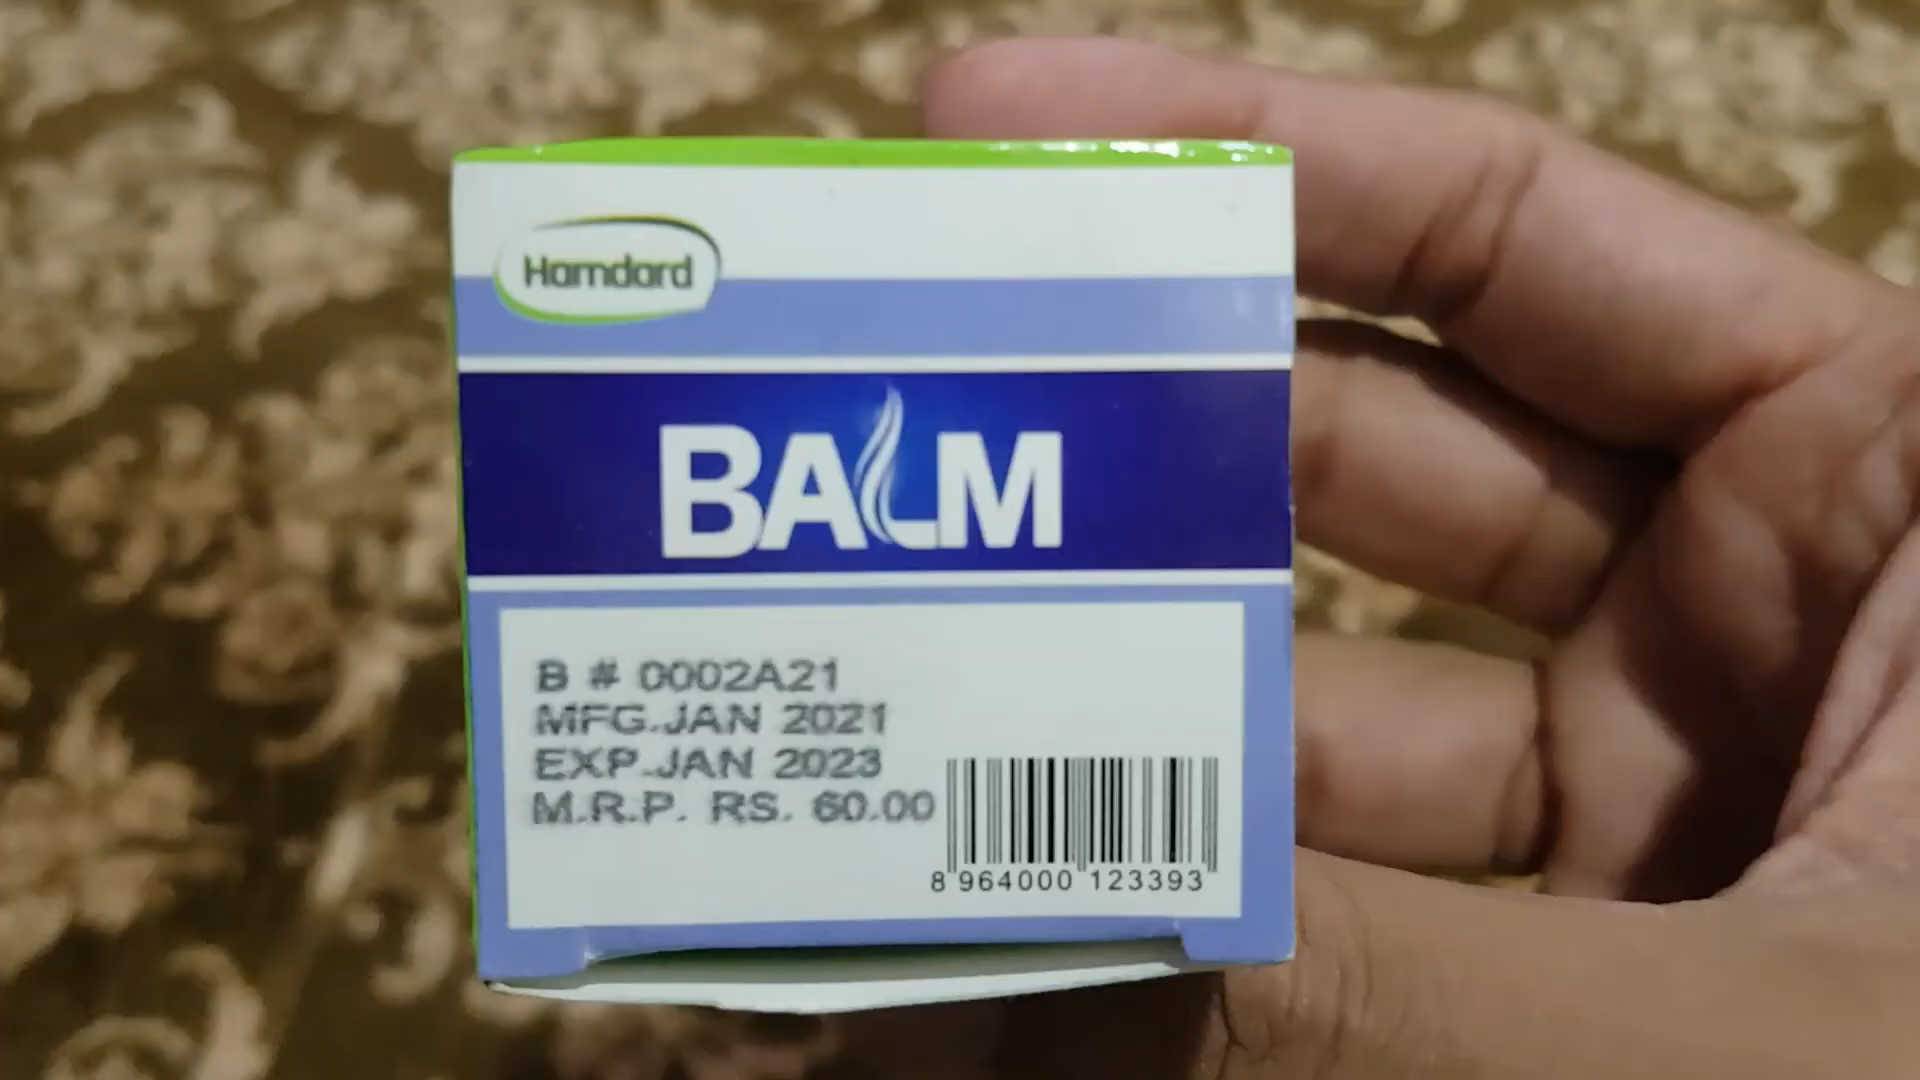 Hamdard
BALM
B # 0002A21
MFG.JAN 2021
EXP.JAN 2023
M.R.P. RS. 60.00
8 964000 123393